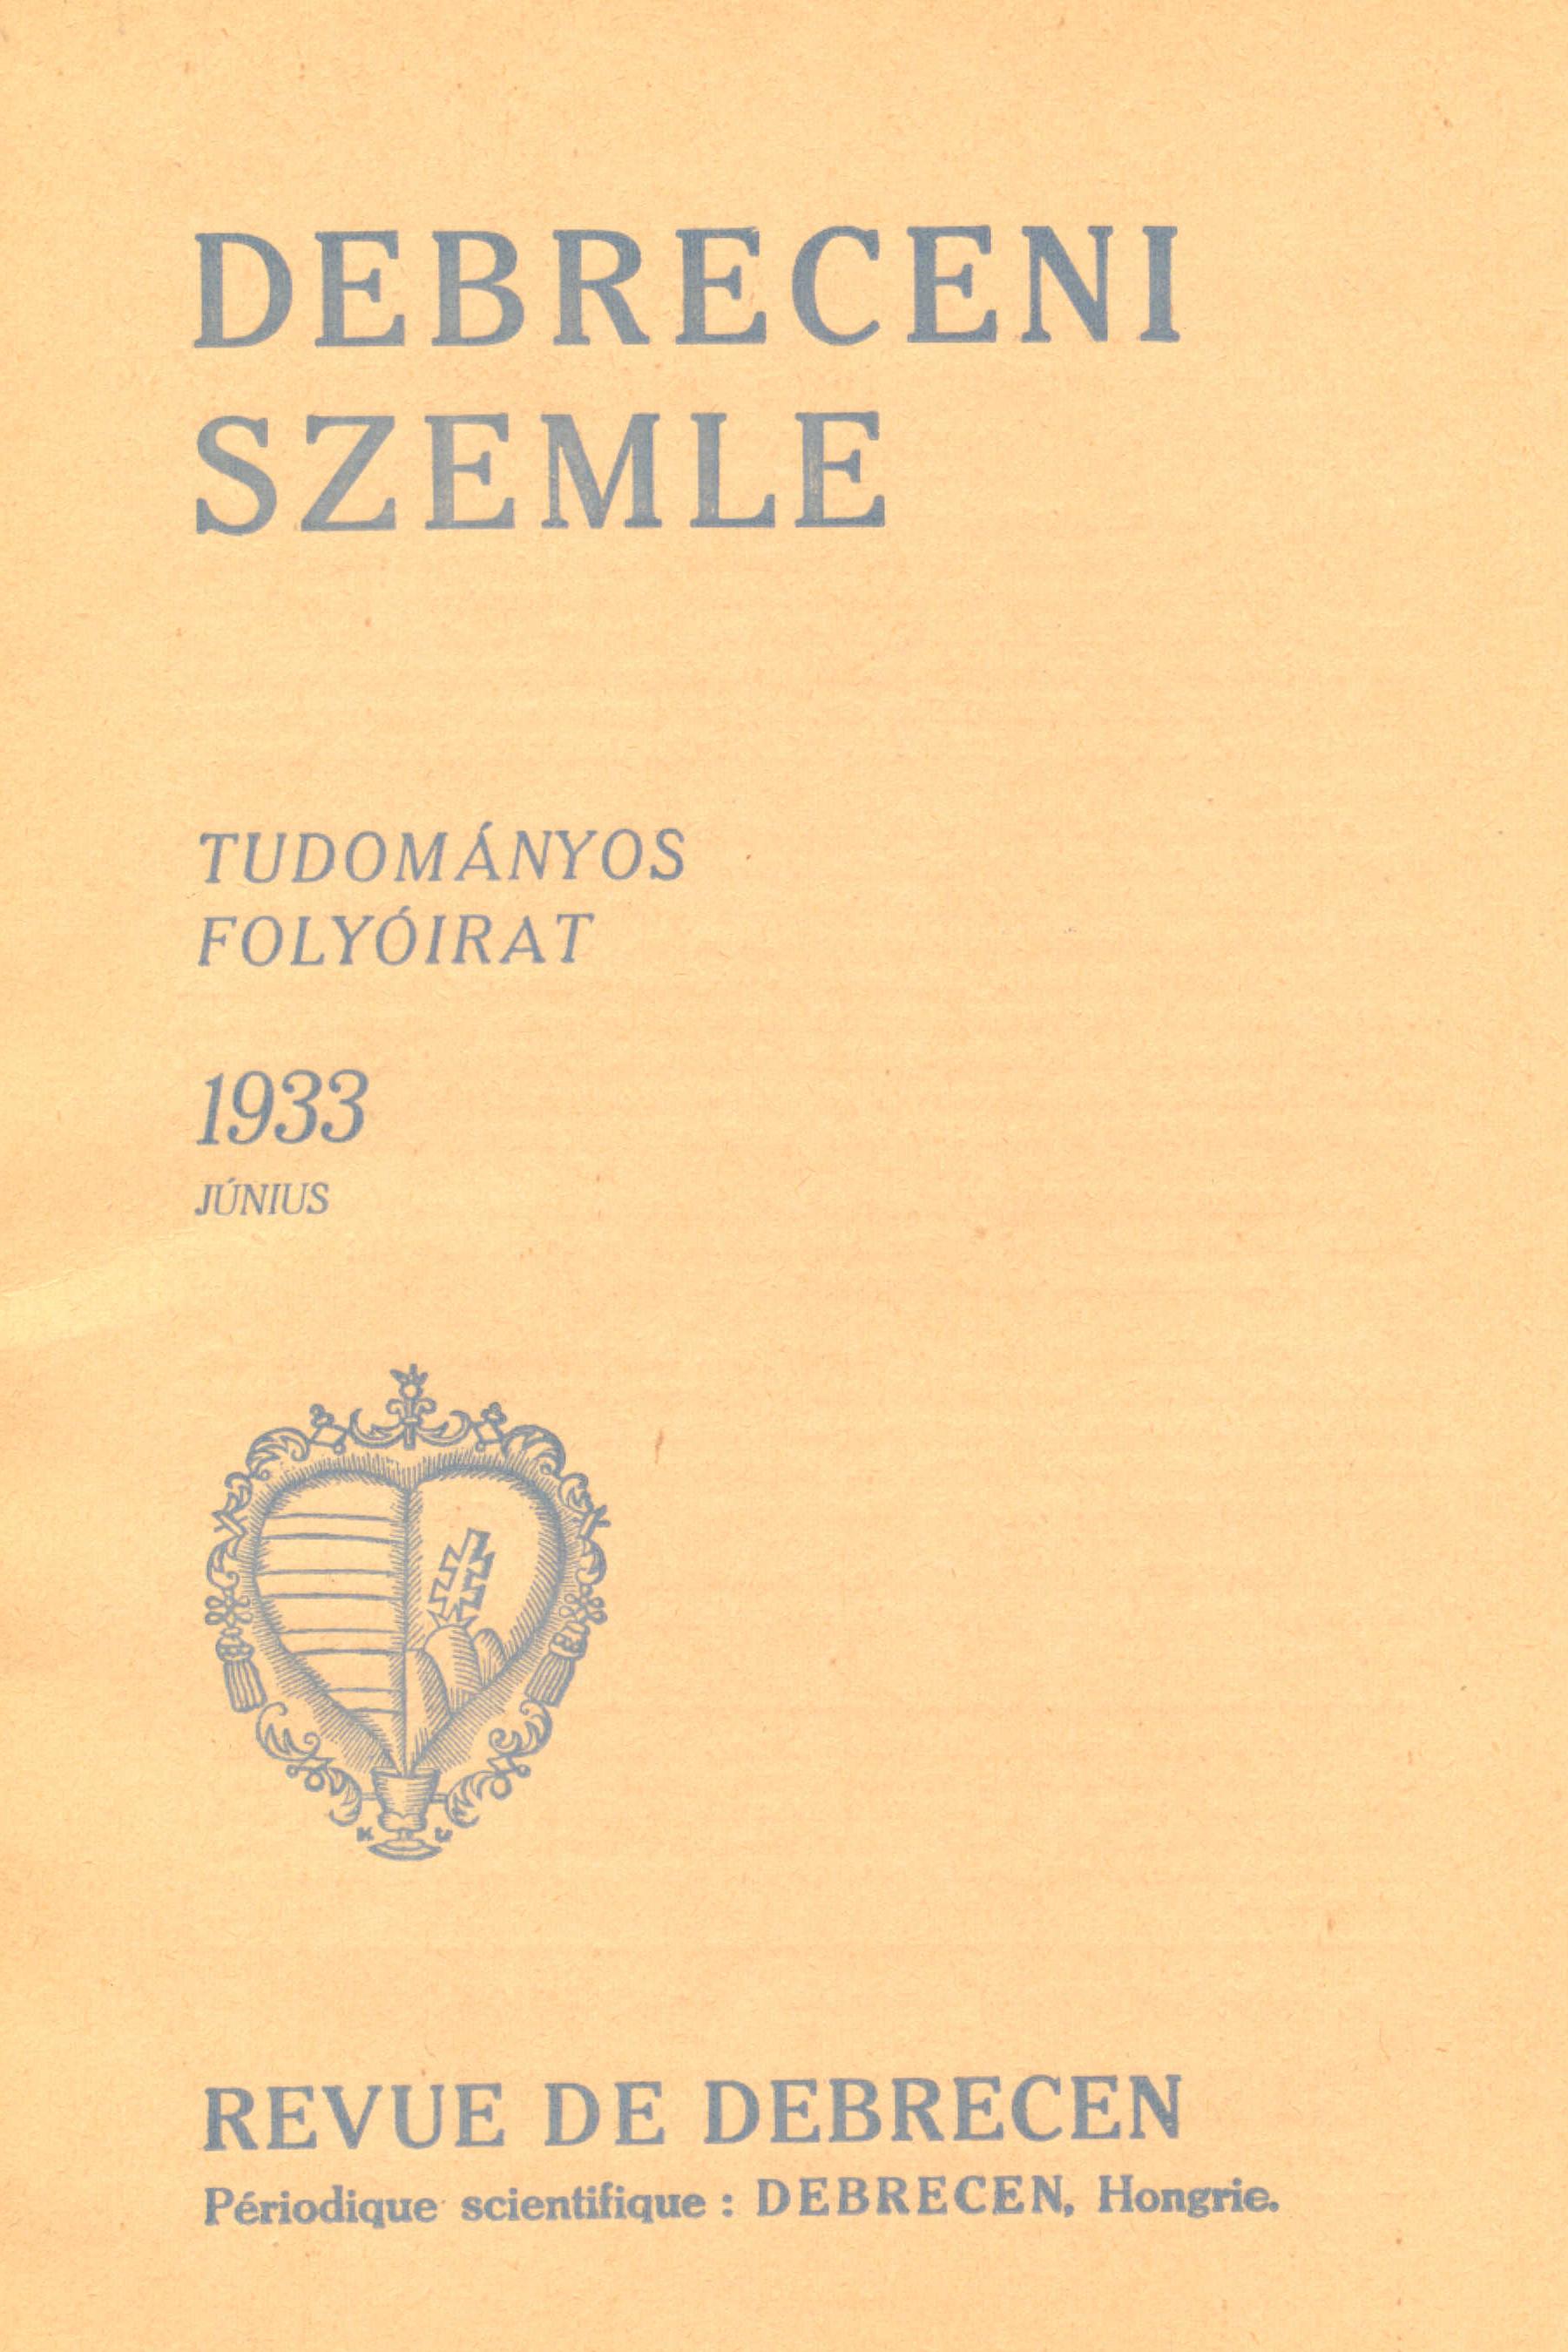 DEBRECENI
SZEMLE
TUDOMÁNYOS
FOLYÓIRAT
1933
JÚNIUS
REVUE DE DEBRECEN
Périodique scientifique : DEBRECEN, Hongrie.